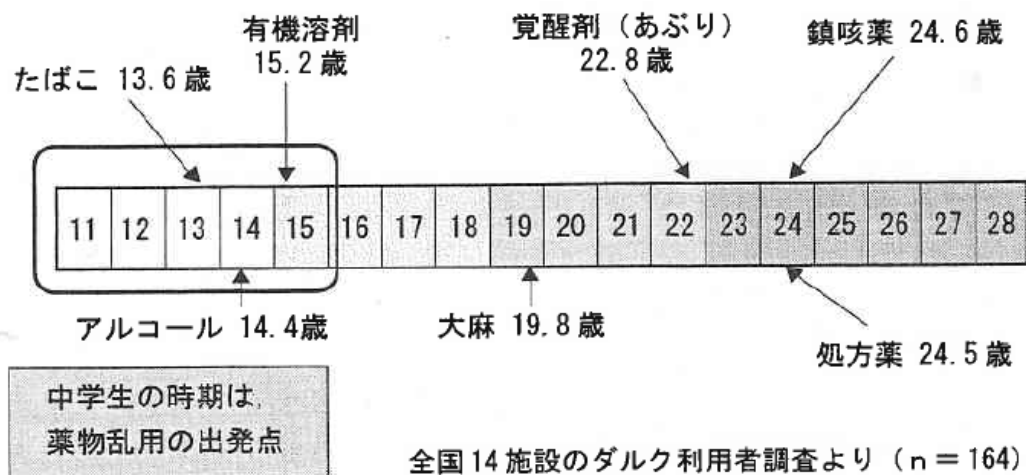 有機溶剤
15.2歳
覚醒剤(あぶり)
22.8歳
鎮咳薬 24.6歳
たばこ 13.6歳
11 12 13 14 15 16 17 18 19 20 21 22 23 24 25 26 27 28
アルコール 14.4歳
大麻 19.8歳
処方薬 24.5歳
中学生の時期は,
薬物乱用の出発点
全国14施設のダルク利用者調査より(n=164)